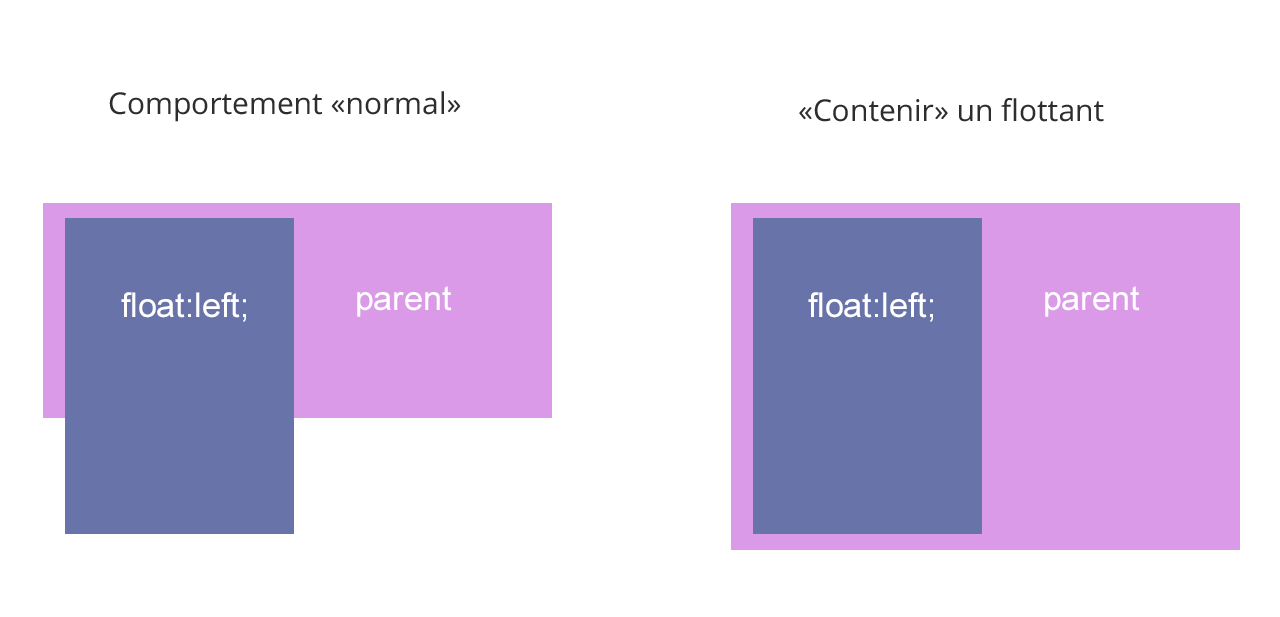 Comportement «normal»
«Contenir» un flottant
float:left;
parent
float:left;
parent